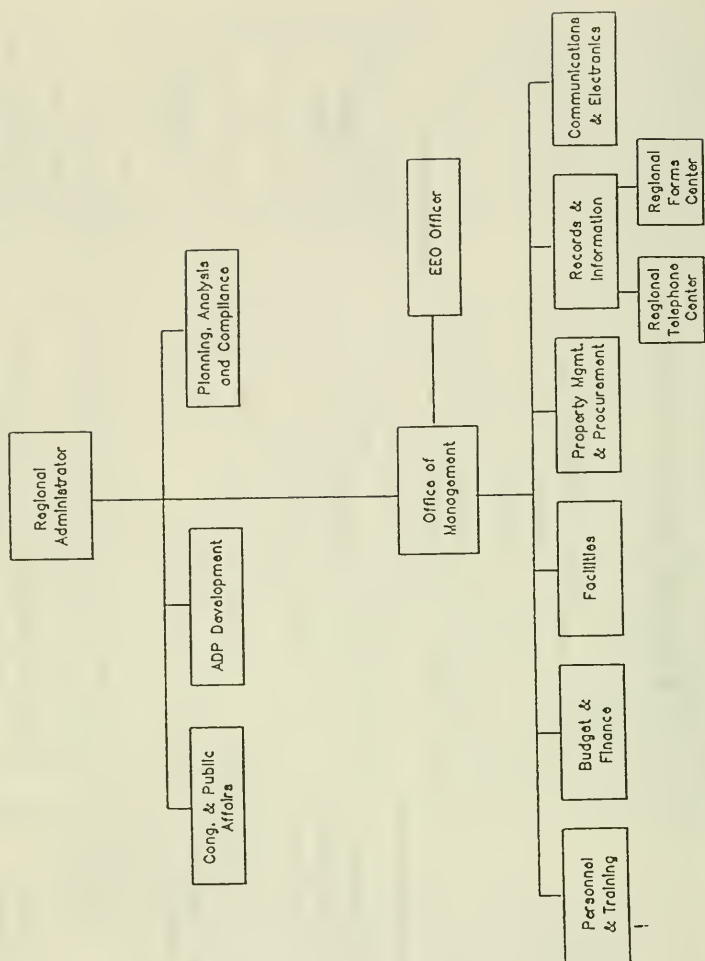 Regional
Administrator
Cong. & Public
Affairs
ADP Development
Planning, Analysis
and Compliance
Office of
Management
EEO Officer
Personnel
& Training
Budget &
Finance
Facilities
Property Mgmt.
& Procurement
Records &
Information
Communications
& Electronics
Regional
Telephone
Center
Regional
Forms
Center